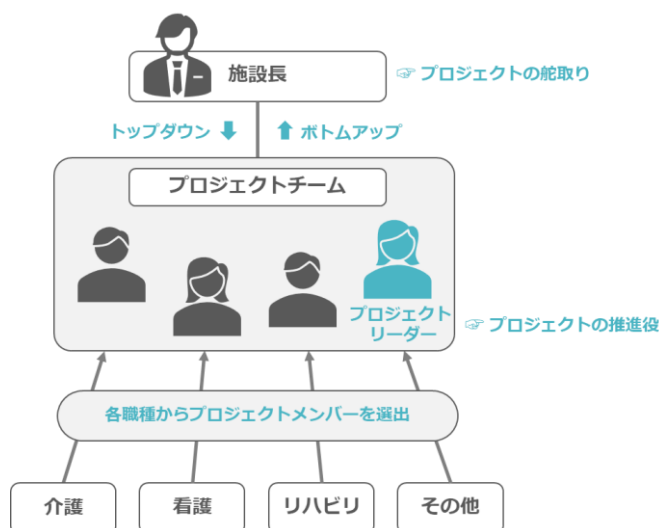 施設長
☞ プロジェクトの舵取り
トップダウン ⬇ ⬆ ボトムアップ
プロジェクトチーム
プロジェクト
リーダー
☞ プロジェクトの推進役
各職種からプロジェクトメンバーを選出
介護 看護 リハビリ その他